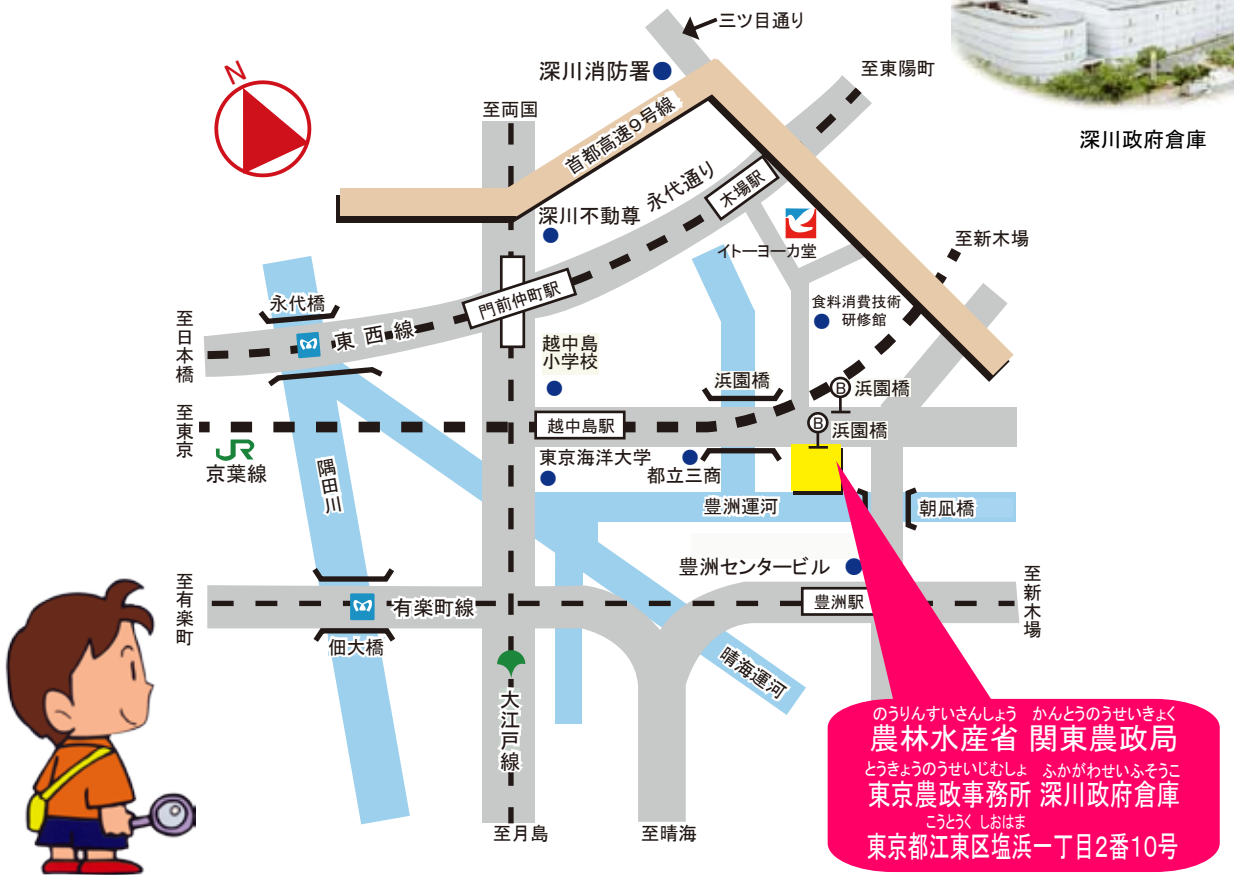 三ツ目通り
深川消防署
至東陽町
N
至両国
首都高速9号線
深川政府倉庫
永代通り
木場駅
深川不動尊
イトーヨーカ堂
至新木場
門前仲町駅
永代橋
食料消費技術
研修館
至日本橋
東西線
越中島
小学校
浜園橋
B
浜園橋
至東京
越中島駅
B
浜園橋
JR
京葉線
東京海洋大学
都立三商
隅田川
豊洲運河
朝凪橋
豊洲センタービル
至有楽町
有楽町線
豊洲駅
至新木場
佃大橋
晴海運河
大江戸線
至月島
至晴海
のうりんすいさんしょう かんとうのうせいきょく
農林水産省 関東農政局
とうきょうのうせいじむしょ ふかがわせいふそうこ
東京農政事務所 深川政府倉庫
こうとうく しおはま
東京都江東区塩浜一丁目2番10号